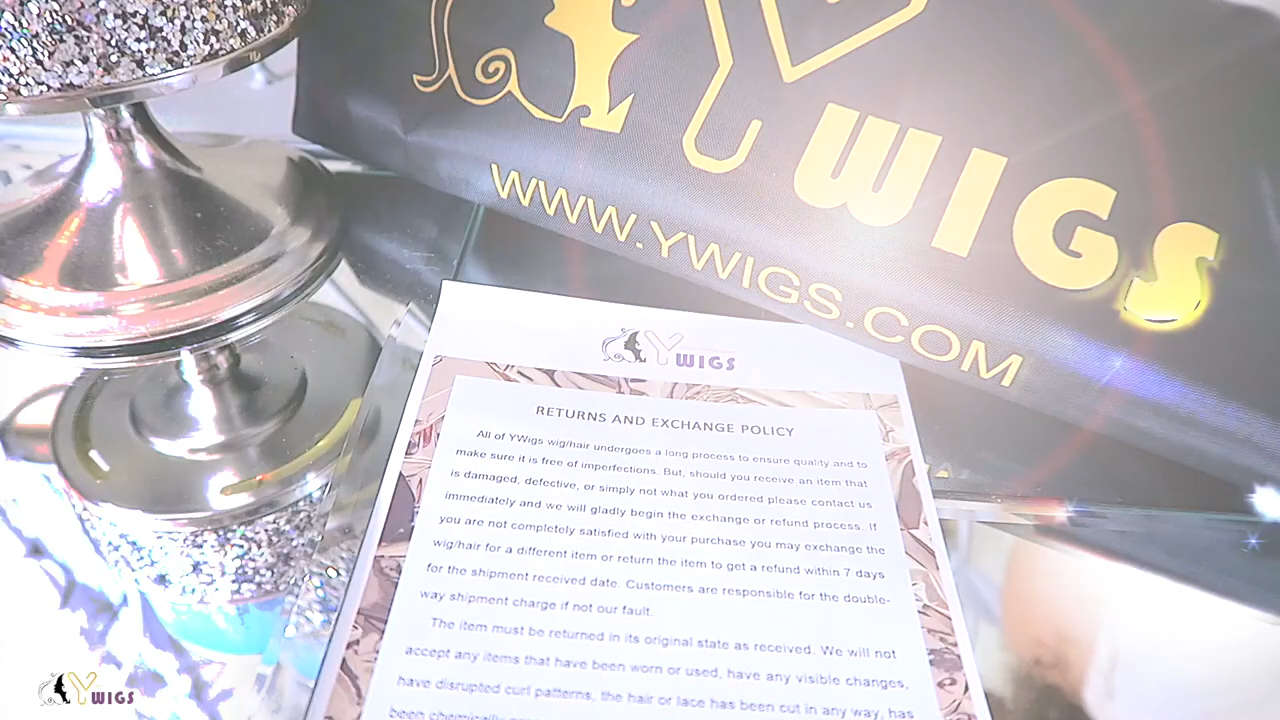 Y WIGS
WWW.YWIGS.COM
Y WIGS
RETURNS AND EXCHANGE POLICY
All of YWigs wig/hair undergoes a long process to ensure quality and to
make sure it is free of imperfections. But, should you receive an item that
is damaged, defective, or simply not what you ordered please contact us
immediately and we will gladly begin the exchange or refund process. If
you are not completely satisfied with your purchase you may exchange the
wig/hair for a different item or return the item to get a refund within 7 days
for the shipment received date. Customers are responsible for the double-
way shipment charge if not our fault.
The item must be returned in its original state as received. We will not
accept any items that have been worn or used, have any visible changes,
have disrupted curl patterns, the hair or lace has been cut in any way, has
been chemically
Y WIGS